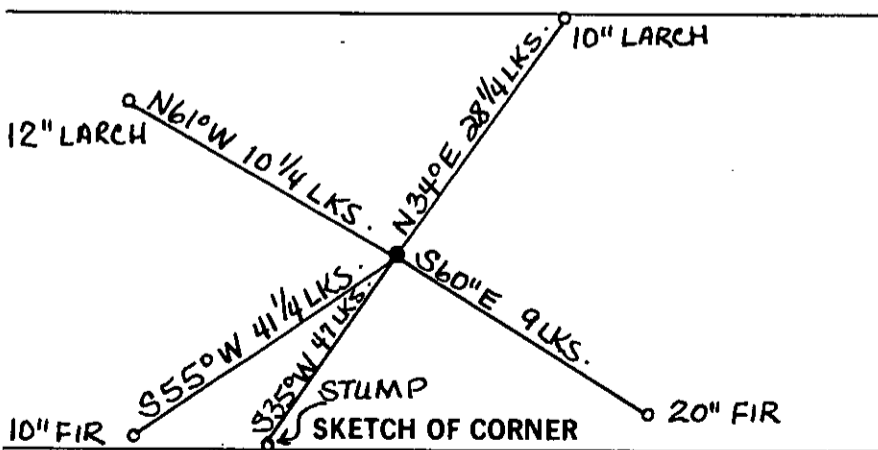 10" LARCH
N34°E 28 1/4 LKS.
12" LARCH
N61°W 10 1/4 LKS.
S60"E 9 LKS.
S55°W 41 1/4 LKS.
S35°W 47 LKS.
STUMP
10" FIR
20" FIR
SKETCH OF CORNER